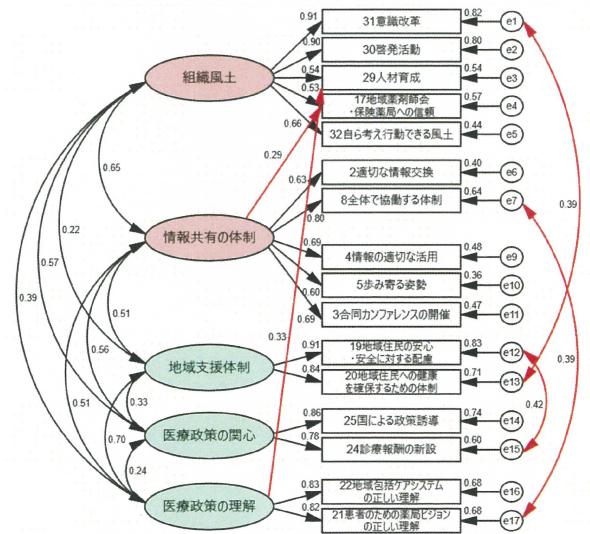 0.91
31意識改革
0.82
e1
0.90
30啓発活動
0.80
e2
組織風土
0.54
29人材育成
0.54
e3
0.53
17地域薬剤師会
・保険薬局への信頼
0.57
e4
0.66
32自ら考え行動できる風土
0.44
e5
0.29
0.65
2適切な情報交換
0.40
e6
0.63
8全体で協働する体制
0.64
e7
0.80
0.39
0.22
情報共有の体制
0.69
4情報の適切な活用
0.48
e9
0.57
5歩み寄る姿勢
0.36
e10
0.60
0.39
3合同カンファレンスの開催
0.47
e11
0.69
0.51
0.33
0.56
0.91
19地域住民の安心
・安全に対する配慮
0.83
e12
0.39
地域支援体制
0.84
20地域住民への健康
を確保するための体制
0.71
e13
0.51
0.33
0.42
0.86
25国による政策誘導
0.74
e14
医療政策の関心
0.78
24診療報酬の新設
0.60
e15
0.70
0.24
0.83
22地域包括ケアシステム
の正しい理解
0.68
e16
医療政策の理解
0.82
21患者のための薬局ビジョン
の正しい理解
0.68
e17